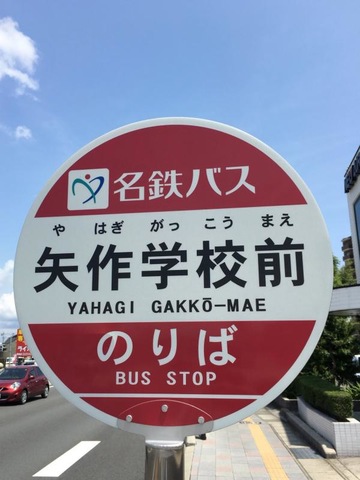 名鉄バス
や はぎ がっ こう まえ
矢作学校前
YAHAGI GAKKŌ-MAE
のりば
BUS STOP